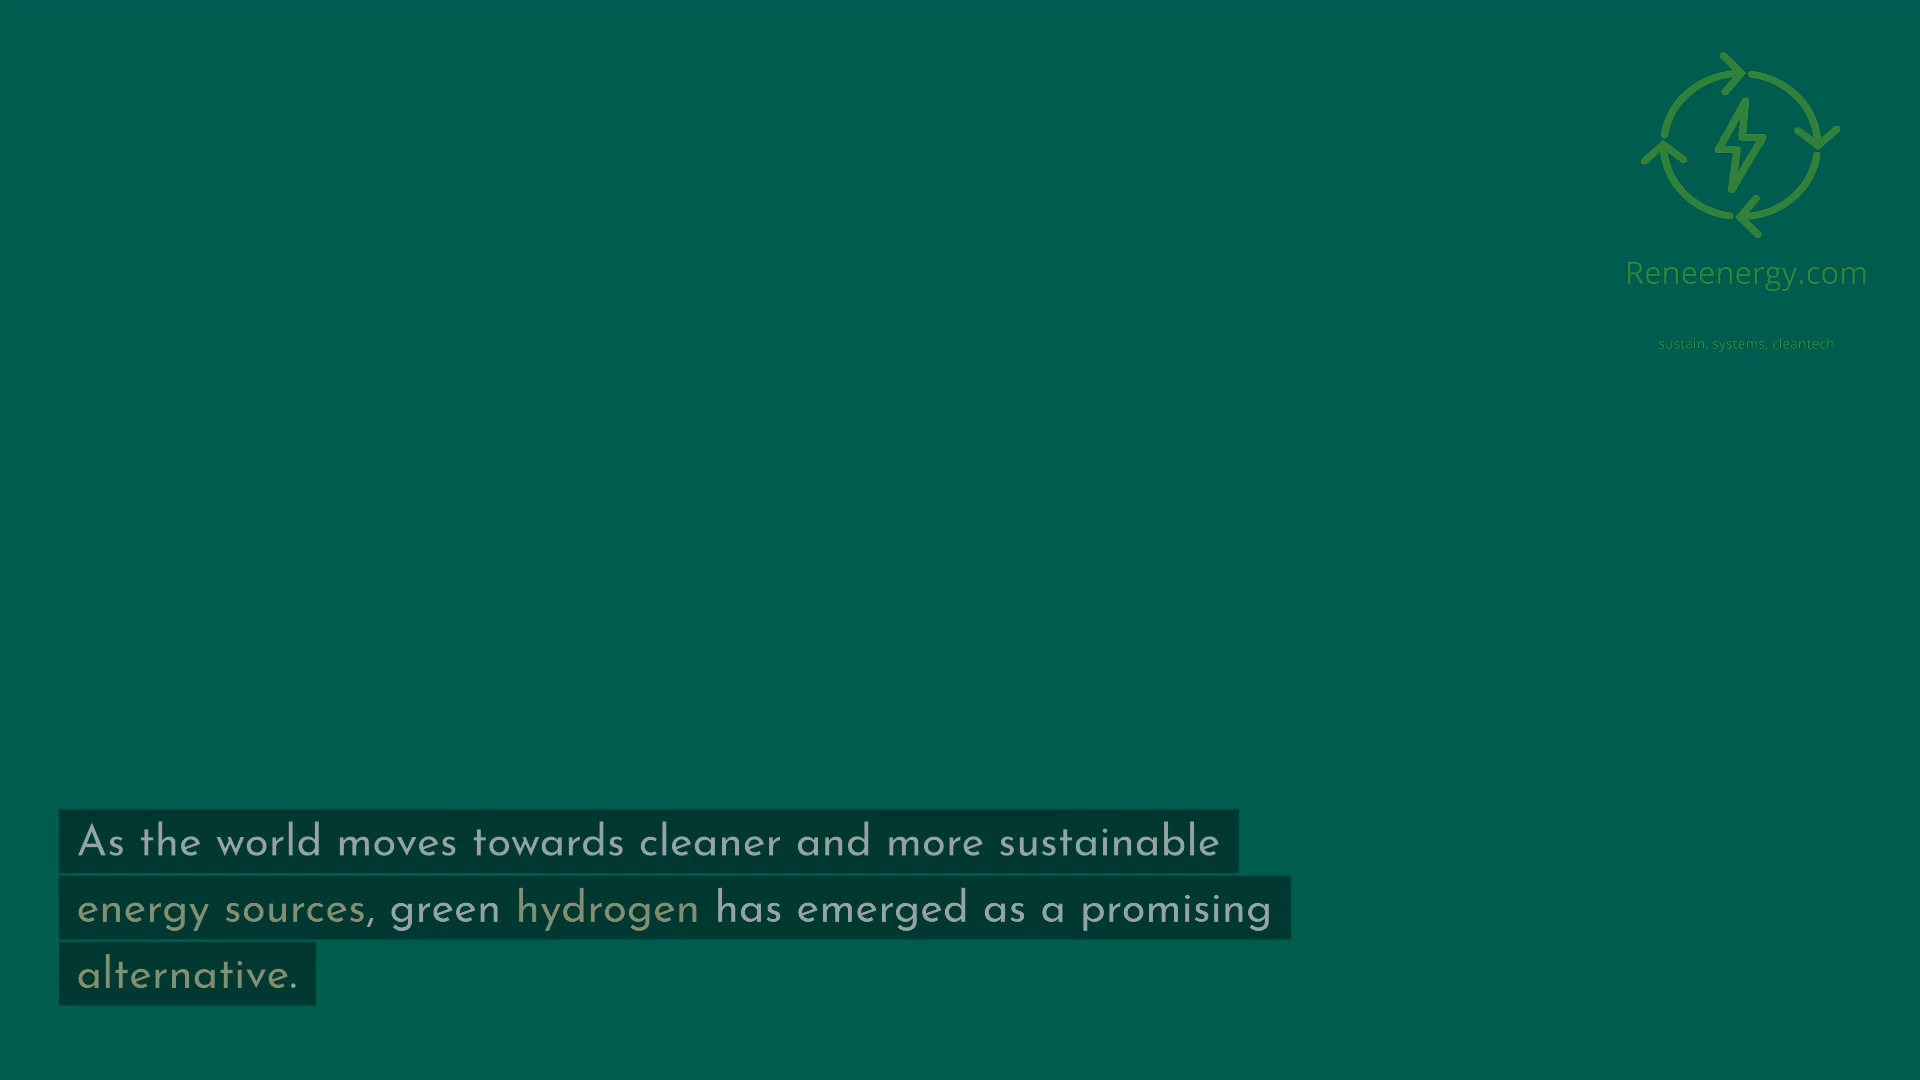 Reneenergy.com
sustain, systems, cleantech
As the world moves towards cleaner and more sustainable
energy sources, green hydrogen has emerged as a promising
alternative.